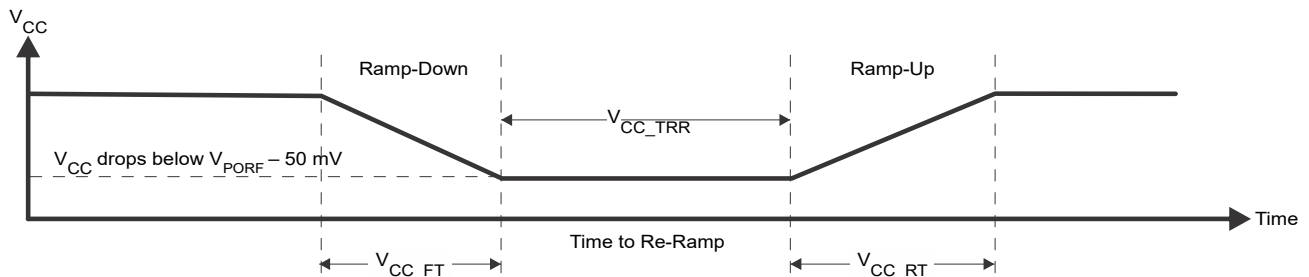 V_CC
Ramp-Down
Ramp-Up
V_CC_TRR
V_CC drops below V_PORF – 50 mV
Time
Time to Re-Ramp
V_CC_FT
V_CC_RT